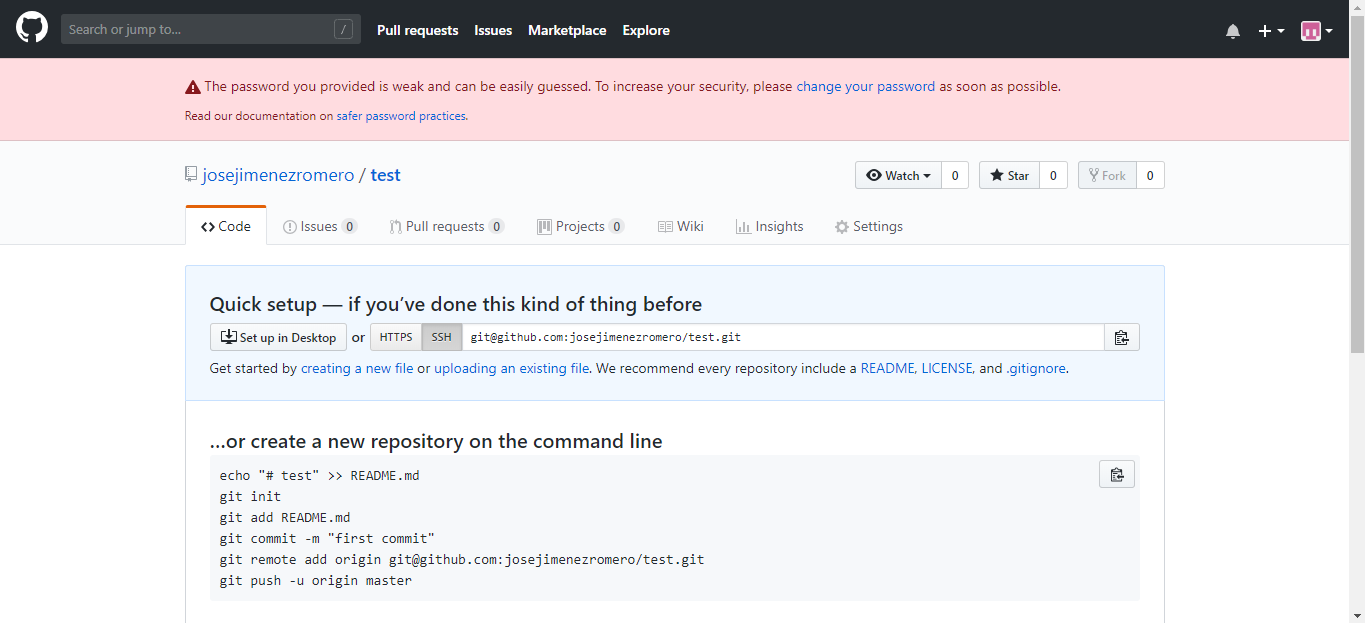 Search or jump to... / Pull requests Issues Marketplace Explore
The password you provided is weak and can be easily guessed. To increase your security, please change your password as soon as possible.
Read our documentation on safer password practices.
josejimenezromero / test Watch 0 Star 0 Fork 0
Code Issues 0 Pull requests 0 Projects 0 Wiki Insights Settings
Quick setup — if you’ve done this kind of thing before
Set up in Desktop or HTTPS SSH git@github.com:josejimenezromero/test.git
Get started by creating a new file or uploading an existing file. We recommend every repository include a README, LICENSE, and .gitignore.
…or create a new repository on the command line
echo "# test" >> README.md
git init
git add README.md
git commit -m "first commit"
git remote add origin git@github.com:josejimenezromero/test.git
git push -u origin master